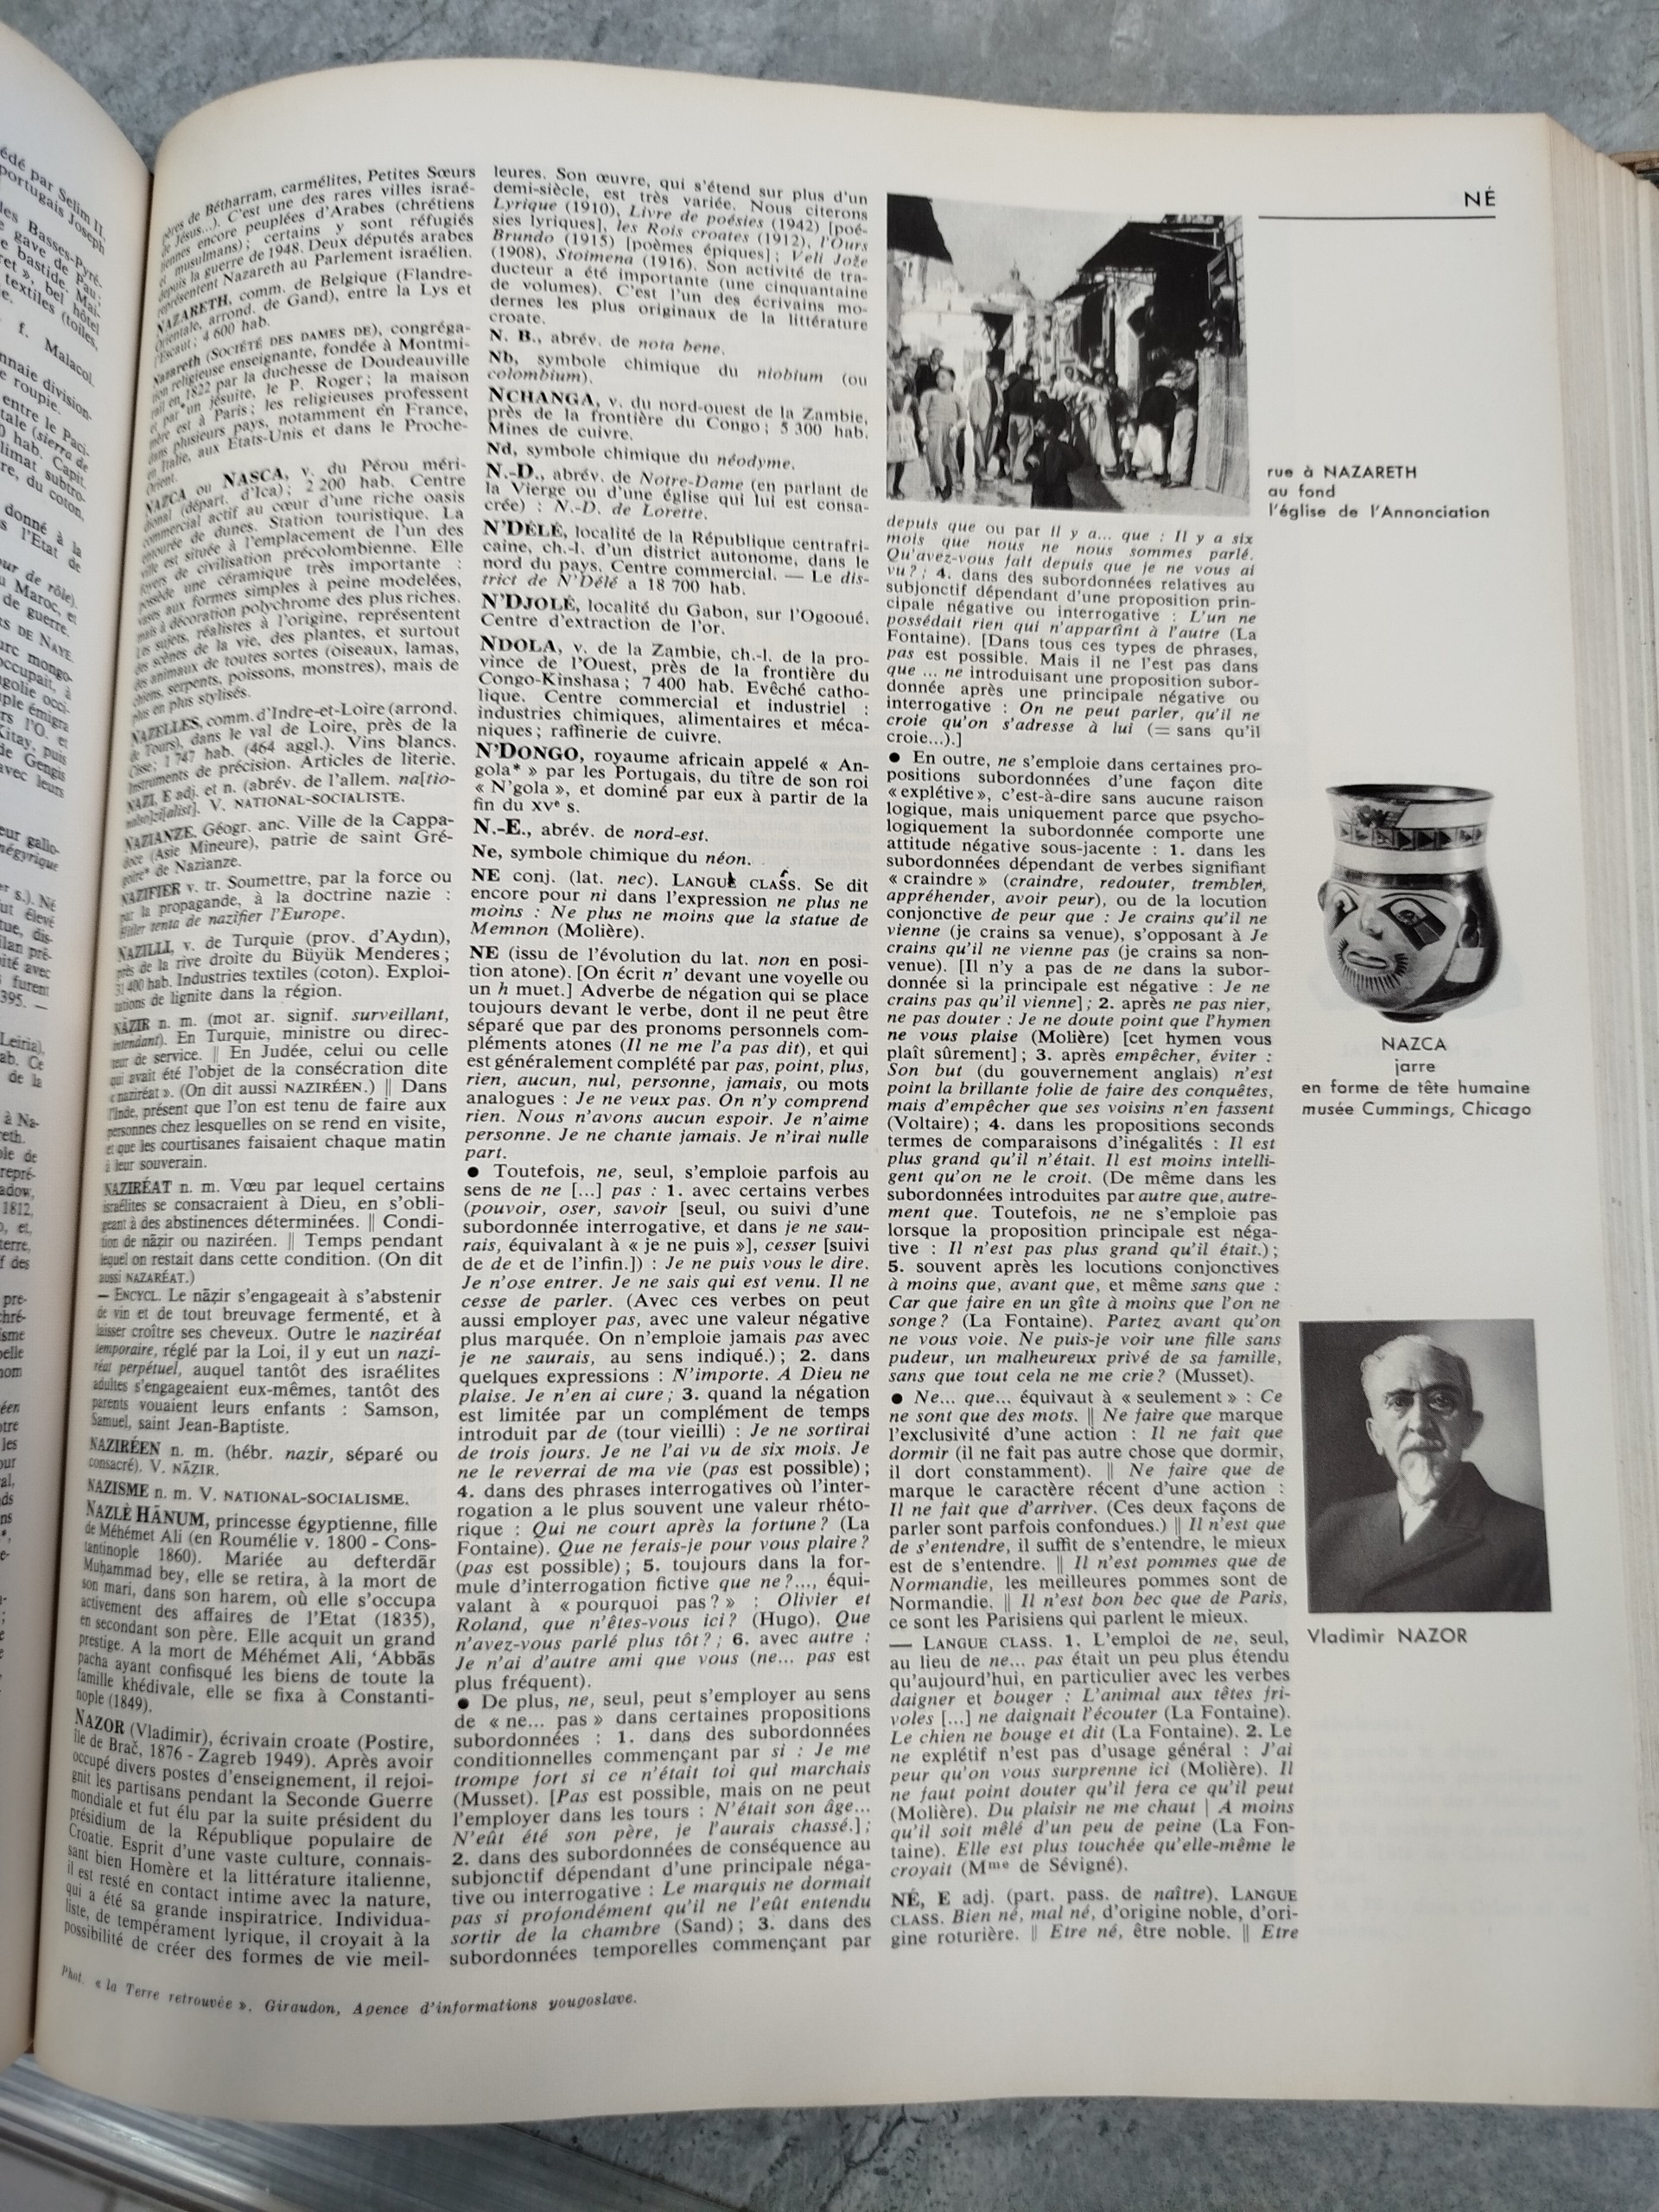 édé par Selim II,
portugais Joseph
les Basses-Pyré-
e gave de Pau;
e bastide. Mai-
ret », bel hôtel
textiles (toiles,
f. Malacol.
nnaie division-
e roupie.
entre le Paci-
tale (sierra de
0 hab. Capit.
limat subtro-
re, du coton,
donné à la
s l'Etat de
our de rôle).
u Maroc, et
de guerre.
RS DE NAYE.
urc mongo-
occupait, à
ngolie occi-
ple émigra
rs l'O. et
Kitay, puis
de Gengis
avec leurs
eur gallo-
négyrique
NÉ
pères de Bétharram, carmélites, Petites Sœurs
de Jésus...). C'est une des rares villes israé-
liennes encore peuplées d'Arabes (chrétiens
et musulmans); certains y sont réfugiés
depuis la guerre de 1948. Deux députés arabes
représentent Nazareth au Parlement israélien.
NAZARETH, comm. de Belgique (Flandre-
Orientale, arrond. de Gand), entre la Lys et
l'Escaut; 4 600 hab.
Nazareth (SOCIÉTÉ DES DAMES DE), congréga-
tion religieuse enseignante, fondée à Montmi-
rail en 1822 par la duchesse de Doudeauville
et par un jésuite, le P. Roger; la maison
mère est à Paris; les religieuses professent
dans plusieurs pays, notamment en France,
en Italie, aux Etats-Unis et dans le Proche-
Orient.
NAZCA ou NASCA, v. du Pérou méri-
dional (départ. d'Ica); 2 200 hab. Centre
commercial actif au cœur d'une riche oasis
entourée de dunes. Station touristique. La
ville est située à l'emplacement de l'un des
foyers de civilisation précolombienne. Elle
possède une céramique très importante :
vases aux formes simples à peine modelées,
mais à décoration polychrome des plus riches.
Les sujets, réalistes à l'origine, représentent
des scènes de la vie, des plantes, et surtout
des animaux de toutes sortes (oiseaux, lamas,
chiens, serpents, poissons, monstres), mais de
plus en plus stylisés.
NAZELLES, comm. d'Indre-et-Loire (arrond.
de Tours), dans le val de Loire, près de la
Cisse; 1 747 hab. (464 aggl.). Vins blancs.
Instruments de précision. Articles de literie.
NAZI, E adj. et n. (abrév. de l'allem. na[tio-
nalso]zi[alist]. V. NATIONAL-SOCIALISTE.
NAZIANZE, Géogr. anc. Ville de la Cappa-
doce (Asie Mineure), patrie de saint Gré-
goire* de Nazianze.
NAZIFIER v. tr. Soumettre, par la force ou
par la propagande, à la doctrine nazie :
Hitler tenta de nazifier l'Europe.
NAZILLI, v. de Turquie (prov. d'Aydın),
près de la rive droite du Büyük Menderes;
31 400 hab. Industries textiles (coton). Exploi-
tations de lignite dans la région.
NĀZIR n. m. (mot ar. signif. surveillant,
intendant). En Turquie, ministre ou direc-
teur de service. ‖ En Judée, celui ou celle
qui avait été l'objet de la consécration dite
« naziréat ». (On dit aussi NAZIRÉEN.) ‖ Dans
l'Inde, présent que l'on est tenu de faire aux
personnes chez lesquelles on se rend en visite,
et que les courtisanes faisaient chaque matin
à leur souverain.
NAZIRÉAT n. m. Vœu par lequel certains
israélites se consacraient à Dieu, en s'obli-
geant à des abstinences déterminées. ‖ Condi-
tion de nāzir ou naziréen. ‖ Temps pendant
lequel on restait dans cette condition. (On dit
aussi NAZARÉAT.)
— ENCYCL. Le nāzir s'engageait à s'abstenir
de vin et de tout breuvage fermenté, et à
laisser croître ses cheveux. Outre le naziréat
temporaire, réglé par la Loi, il y eut un nazi-
réat perpétuel, auquel tantôt des israélites
adultes s'engageaient eux-mêmes, tantôt des
parents vouaient leurs enfants : Samson,
Samuel, saint Jean-Baptiste.
NAZIRÉEN n. m. (hébr. nazir, séparé ou
consacré). V. NĀZIR.
NAZISME n. m. V. NATIONAL-SOCIALISME.
NAZLĒ HĀNUM, princesse égyptienne, fille
de Méhémet Ali (en Roumélie v. 1800 - Cons-
tantinople 1860). Mariée au defterdār
Muḥammad bey, elle se retira, à la mort de
son mari, dans son harem, où elle s'occupa
activement des affaires de l'Etat (1835),
en secondant son père. Elle acquit un grand
prestige. A la mort de Méhémet Ali, ʻAbbās
pacha ayant confisqué les biens de toute la
famille khédivale, elle se fixa à Constanti-
nople (1849).
NAZOR (Vladimir), écrivain croate (Postire,
île de Brač, 1876 - Zagreb 1949). Après avoir
occupé divers postes d'enseignement, il rejoi-
gnit les partisans pendant la Seconde Guerre
mondiale et fut élu par la suite président du
présidium de la République populaire de
Croatie. Esprit d'une vaste culture, connais-
sant bien Homère et la littérature italienne,
il est resté en contact intime avec la nature,
qui a été sa grande inspiratrice. Individua-
liste, de tempérament lyrique, il croyait à la
possibilité de créer des formes de vie meil-
leures. Son œuvre, qui s'étend sur plus d'un
demi-siècle, est très variée. Nous citerons
Lyrique (1910), Livre de poésies (1942) [poé-
sies lyriques], les Rois croates (1912), l'Ours
Brundo (1915) [poèmes épiques]; Veli Jože
(1908), Stoimena (1916). Son activité de tra-
ducteur a été importante (une cinquantaine
de volumes). C'est l'un des écrivains mo-
dernes les plus originaux de la littérature
croate.
N. B., abrév. de nota bene.
Nb, symbole chimique du niobium (ou
colombium).
NCHANGA, v. du nord-ouest de la Zambie,
près de la frontière du Congo; 5 300 hab.
Mines de cuivre.
Nd, symbole chimique du néodyme.
N.-D., abrév. de Notre-Dame (en parlant de
la Vierge ou d'une église qui lui est consa-
crée) : N.-D. de Lorette.
N'DÉLÉ, localité de la République centrafri-
caine, ch.-l. d'un district autonome, dans le
nord du pays. Centre commercial. — Le dis-
trict de N'Délé a 18 700 hab.
N'DJOLÉ, localité du Gabon, sur l'Ogooué.
Centre d'extraction de l'or.
NDOLA, v. de la Zambie, ch.-l. de la pro-
vince de l'Ouest, près de la frontière du
Congo-Kinshasa; 7 400 hab. Evêché catho-
lique. Centre commercial et industriel :
industries chimiques, alimentaires et méca-
niques; raffinerie de cuivre.
N'DONGO, royaume africain appelé « An-
gola* » par les Portugais, du titre de son roi
« N'gola », et dominé par eux à partir de la
fin du XVe s.
N.-E., abrév. de nord-est.
Ne, symbole chimique du néon.
NE conj. (lat. nec). LANGUE CLASS. Se dit
encore pour ni dans l'expression ne plus ne
moins : Ne plus ne moins que la statue de
Memnon (Molière).
NE (issu de l'évolution du lat. non en posi-
tion atone). [On écrit n' devant une voyelle ou
un h muet.] Adverbe de négation qui se place
toujours devant le verbe, dont il ne peut être
séparé que par des pronoms personnels com-
pléments atones (Il ne me l'a pas dit), et qui
est généralement complété par pas, point, plus,
rien, aucun, nul, personne, jamais, ou mots
analogues : Je ne veux pas. On n'y comprend
rien. Nous n'avons aucun espoir. Je n'aime
personne. Je ne chante jamais. Je n'irai nulle
part.
● Toutefois, ne, seul, s'emploie parfois au
sens de ne [...] pas : 1. avec certains verbes
(pouvoir, oser, savoir [seul, ou suivi d'une
subordonnée interrogative, et dans je ne sau-
rais, équivalant à « je ne puis »], cesser [suivi
de de et de l'infin.]) : Je ne puis vous le dire.
Je n'ose entrer. Je ne sais qui est venu. Il ne
cesse de parler. (Avec ces verbes on peut
aussi employer pas, avec une valeur négative
plus marquée. On n'emploie jamais pas avec
je ne saurais, au sens indiqué.); 2. dans
quelques expressions : N'importe. A Dieu ne
plaise. Je n'en ai cure; 3. quand la négation
est limitée par un complément de temps
introduit par de (tour vieilli) : Je ne sortirai
de trois jours. Je ne l'ai vu de six mois. Je
ne le reverrai de ma vie (pas est possible);
4. dans des phrases interrogatives où l'inter-
rogation a le plus souvent une valeur rhéto-
rique : Qui ne court après la fortune? (La
Fontaine). Que ne ferais-je pour vous plaire?
(pas est possible); 5. toujours dans la for-
mule d'interrogation fictive que ne?..., équi-
valant à « pourquoi pas? » : Olivier et
Roland, que n'êtes-vous ici? (Hugo). Que
n'avez-vous parlé plus tôt?; 6. avec autre :
Je n'ai d'autre ami que vous (ne... pas est
plus fréquent).
● De plus, ne, seul, peut s'employer au sens
de « ne... pas » dans certaines propositions
subordonnées : 1. dans des subordonnées
conditionnelles commençant par si : Je me
trompe fort si ce n'était toi qui marchais
(Musset). [Pas est possible, mais on ne peut
l'employer dans les tours : N'était son âge...
N'eût été son père, je l'aurais chassé.];
2. dans des subordonnées de conséquence au
subjonctif dépendant d'une principale néga-
tive ou interrogative : Le marquis ne dormait
pas si profondément qu'il ne l'eût entendu
sortir de la chambre (Sand); 3. dans des
subordonnées temporelles commençant par
depuis que ou par il y a... que : Il y a six
mois que nous ne nous sommes parlé.
Qu'avez-vous fait depuis que je ne vous ai
vu?; 4. dans des subordonnées relatives au
subjonctif dépendant d'une proposition prin-
cipale négative ou interrogative : L'un ne
possédait rien qui n'appartînt à l'autre (La
Fontaine). [Dans tous ces types de phrases,
pas est possible. Mais il ne l'est pas dans
que ... ne introduisant une proposition subor-
donnée après une principale négative ou
interrogative : On ne peut parler, qu'il ne
croie qu'on s'adresse à lui (= sans qu'il
croie...).]
● En outre, ne s'emploie dans certaines pro-
positions subordonnées d'une façon dite
« explétive », c'est-à-dire sans aucune raison
logique, mais uniquement parce que psycho-
logiquement la subordonnée comporte une
attitude négative sous-jacente : 1. dans les
subordonnées dépendant de verbes signifiant
« craindre » (craindre, redouter, trembler,
appréhender, avoir peur), ou de la locution
conjonctive de peur que : Je crains qu'il ne
vienne (je crains sa venue), s'opposant à Je
crains qu'il ne vienne pas (je crains sa non-
venue). [Il n'y a pas de ne dans la subor-
donnée si la principale est négative : Je ne
crains pas qu'il vienne]; 2. après ne pas nier,
ne pas douter : Je ne doute point que l'hymen
ne vous plaise (Molière) [cet hymen vous
plaît sûrement]; 3. après empêcher, éviter :
Son but (du gouvernement anglais) n'est
point la brillante folie de faire des conquêtes,
mais d'empêcher que ses voisins n'en fassent
(Voltaire); 4. dans les propositions seconds
termes de comparaisons d'inégalités : Il est
plus grand qu'il n'était. Il est moins intelli-
gent qu'on ne le croit. (De même dans les
subordonnées introduites par autre que, autre-
ment que. Toutefois, ne ne s'emploie pas
lorsque la proposition principale est néga-
tive : Il n'est pas plus grand qu'il était.);
5. souvent après les locutions conjonctives
à moins que, avant que, et même sans que :
Car que faire en un gîte à moins que l'on ne
songe? (La Fontaine). Partez avant qu'on
ne vous voie. Ne puis-je voir une fille sans
pudeur, un malheureux privé de sa famille,
sans que tout cela ne me crie? (Musset).
● Ne... que... équivaut à « seulement » : Ce
ne sont que des mots. ‖ Ne faire que marque
l'exclusivité d'une action : Il ne fait que
dormir (il ne fait pas autre chose que dormir,
il dort constamment). ‖ Ne faire que de
marque le caractère récent d'une action :
Il ne fait que d'arriver. (Ces deux façons de
parler sont parfois confondues.) ‖ Il n'est que
de s'entendre, il suffit de s'entendre, le mieux
est de s'entendre. ‖ Il n'est pommes que de
Normandie, les meilleures pommes sont de
Normandie. ‖ Il n'est bon bec que de Paris,
ce sont les Parisiens qui parlent le mieux.
— LANGUE CLASS. 1. L'emploi de ne, seul,
au lieu de ne... pas était un peu plus étendu
qu'aujourd'hui, en particulier avec les verbes
daigner et bouger : L'animal aux têtes fri-
voles [...] ne daignait l'écouter (La Fontaine).
Le chien ne bouge et dit (La Fontaine). 2. Le
ne explétif n'est pas d'usage général : J'ai
peur qu'on vous surprenne ici (Molière). Il
ne faut point douter qu'il fera ce qu'il peut
(Molière). Du plaisir ne me chaut | A moins
qu'il soit mêlé d'un peu de peine (La Fon-
taine). Elle est plus touchée qu'elle-même le
croyait (Mme de Sévigné).
NÉ, E adj. (part. pass. de naître). LANGUE
CLASS. Bien né, mal né, d'origine noble, d'ori-
gine roturière. ‖ Etre né, être noble. ‖ Etre
rue à NAZARETH
au fond
l'église de l'Annonciation
NAZCA
jarre
en forme de tête humaine
musée Cummings, Chicago
Vladimir NAZOR
Phot. « la Terre retrouvée », Giraudon, Agence d'informations yougoslave.